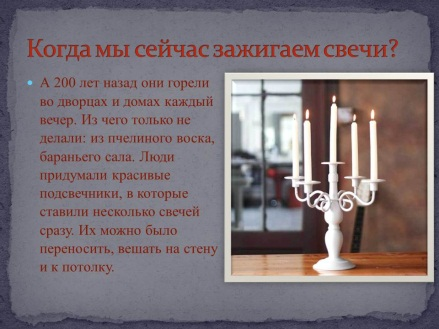 Когда мы сейчас зажигаем свечи?
А 200 лет назад они горели
во дворцах и домах каждый
вечер. Из чего только не
делали: из пчелиного воска,
бараньего сала. Люди
придумали красивые
подсвечники, в которые
ставили несколько свечей
сразу. Их можно было
переносить, вешать на стену
и к потолку.